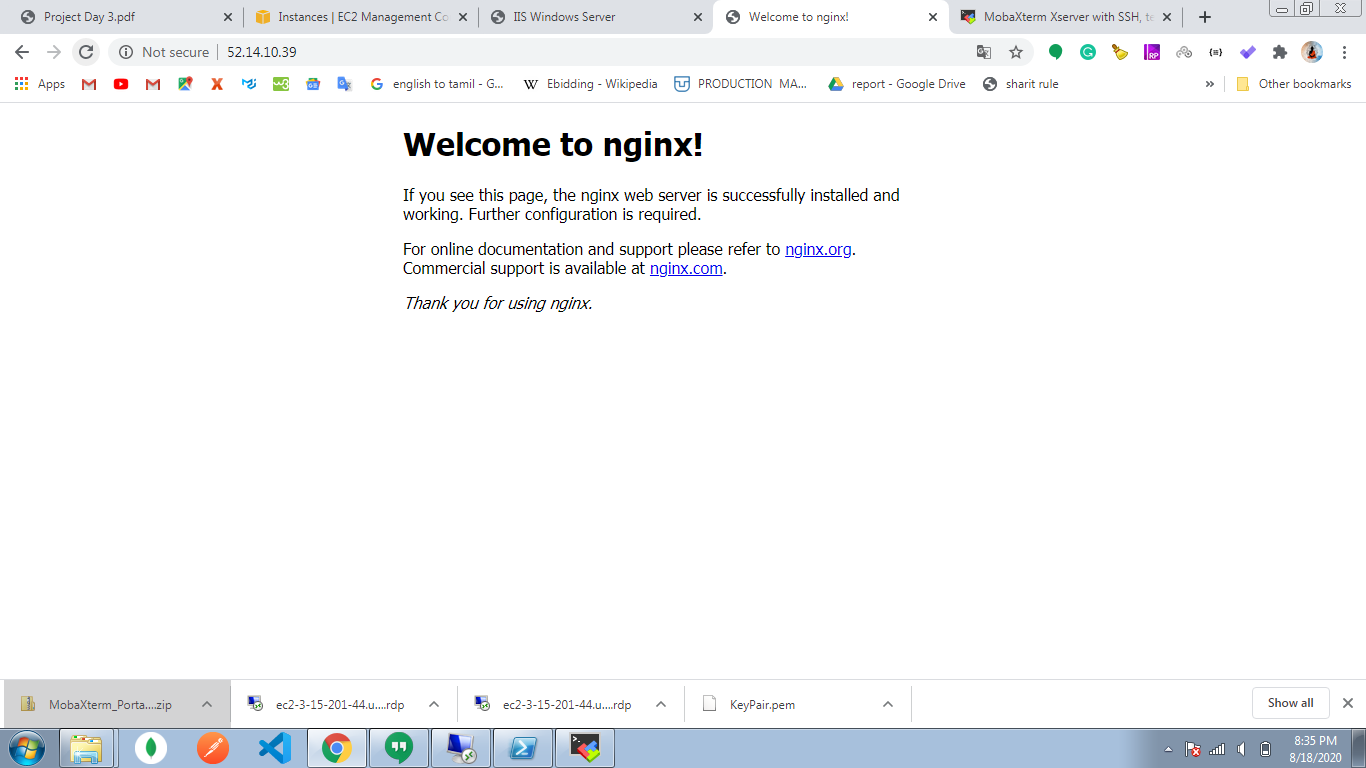 Project Day 3.pdf
Instances | EC2 Management Co
IIS Windows Server
Welcome to nginx!
MobaXterm Xserver with SSH, te
Not secure
52.14.10.39
Apps
english to tamil - G...
Ebidding - Wikipedia
PRODUCTION MA...
report - Google Drive
sharit rule
»
Other bookmarks
Welcome to nginx!
If you see this page, the nginx web server is successfully installed and
working. Further configuration is required.
For online documentation and support please refer to nginx.org.
Commercial support is available at nginx.com.
Thank you for using nginx.
MobaXterm_Porta....zip
ec2-3-15-201-44.u....rdp
ec2-3-15-201-44.u....rdp
KeyPair.pem
Show all
8:35 PM
8/18/2020